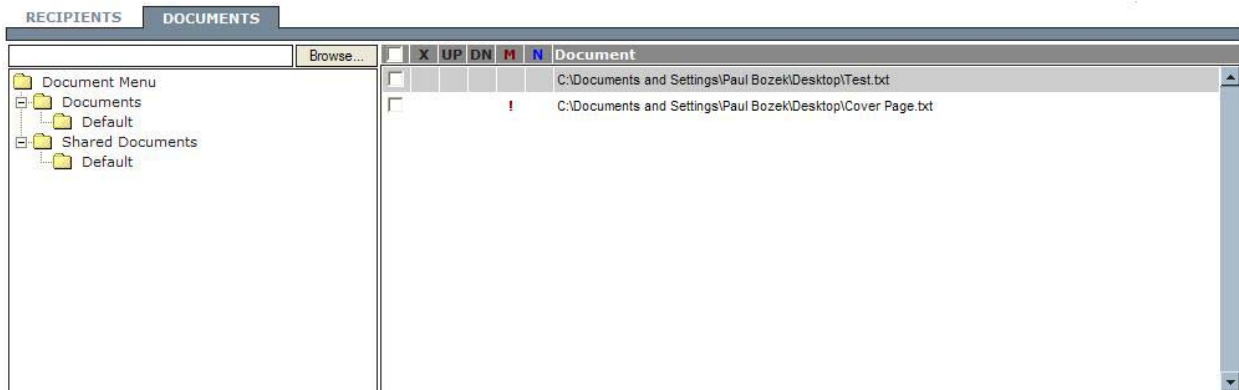 RECIPIENTS DOCUMENTS
Browse... X UP DN M N Document
Document Menu
Documents
Default
Shared Documents
Default
C:\Documents and Settings\Paul Bozek\Desktop\Test.txt
! C:\Documents and Settings\Paul Bozek\Desktop\Cover Page.txt